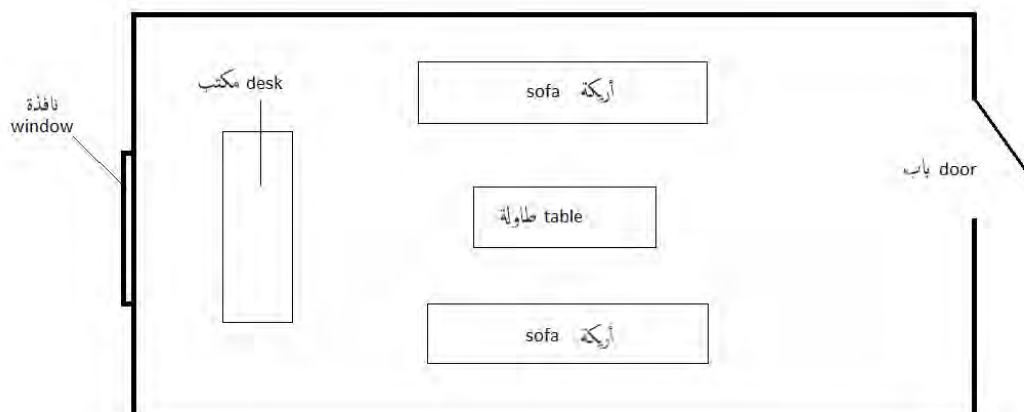 أريكة sofa
مكتب desk
نافذة
window
باب door
طاولة table
أريكة sofa